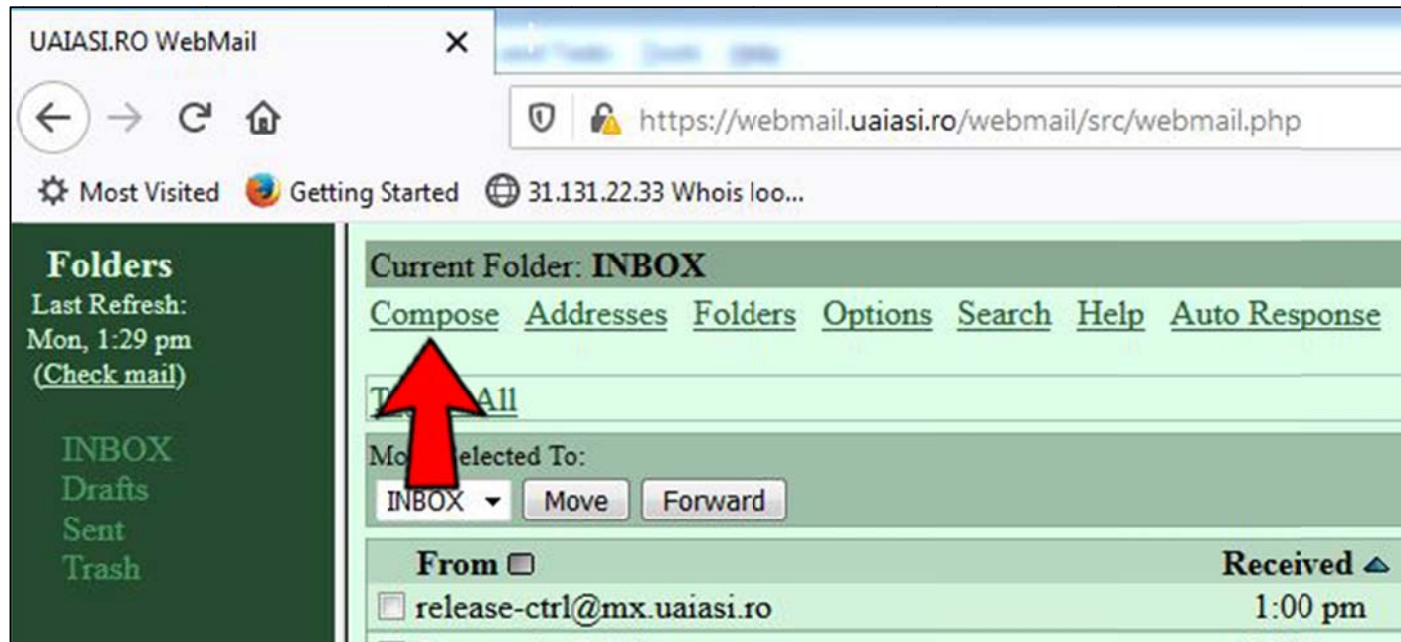 UAIASI.RO WebMail
https://webmail.uaiasi.ro/webmail/src/webmail.php
Most Visited Getting Started 31.131.22.33 Whois loo...
Folders
Last Refresh:
Mon, 1:29 pm
(Check mail)
INBOX
Drafts
Sent
Trash
Current Folder: INBOX
Compose Addresses Folders Options Search Help Auto Response
All
To:
INBOX Move Forward
From Received
release-ctrl@mx.uaiasi.ro 1:00 pm